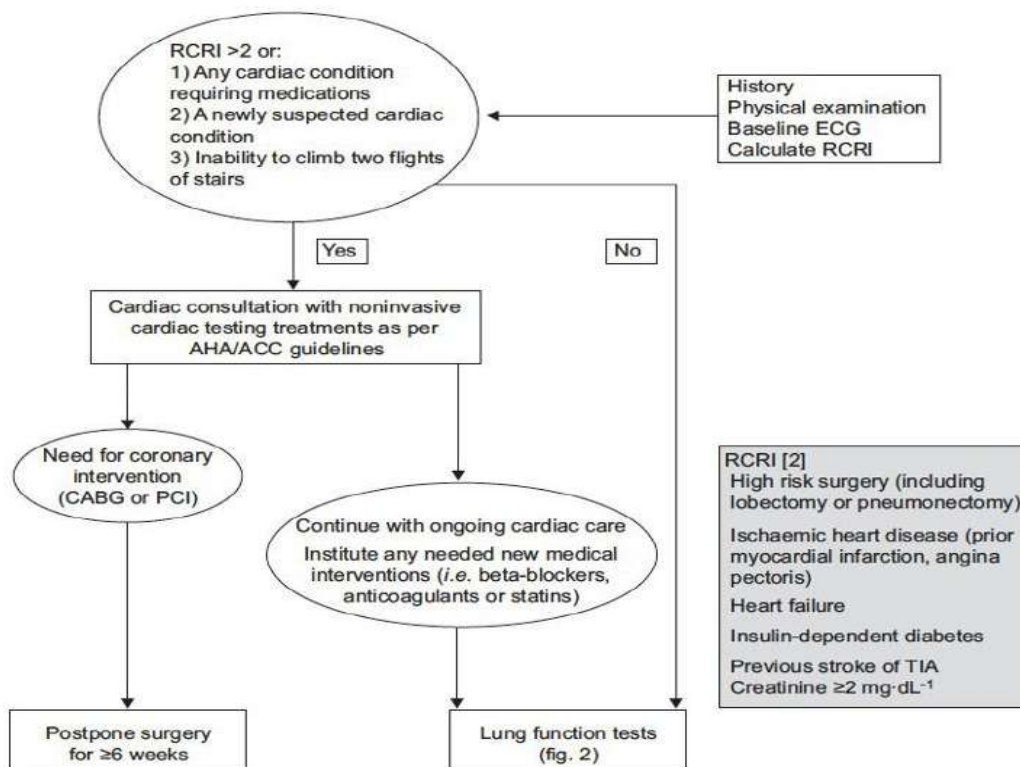 RCRI >2 or:
1) Any cardiac condition
requiring medications
2) A newly suspected cardiac
condition
3) Inability to climb two flights
of stairs
History
Physical examination
Baseline ECG
Calculate RCRI
Yes
No
Cardiac consultation with noninvasive
cardiac testing treatments as per
AHA/ACC guidelines
Need for coronary
intervention
(CABG or PCI)
Continue with ongoing cardiac care
Institute any needed new medical
interventions (i.e. beta-blockers,
anticoagulants or statins)
RCRI [2]
High risk surgery (including
lobectomy or pneumonectomy)
Ischaemic heart disease (prior
myocardial infarction, angina
pectoris)
Heart failure
Insulin-dependent diabetes
Previous stroke of TIA
Creatinine ≥2 mg·dL⁻¹
Postpone surgery
for ≥6 weeks
Lung function tests
(fig. 2)